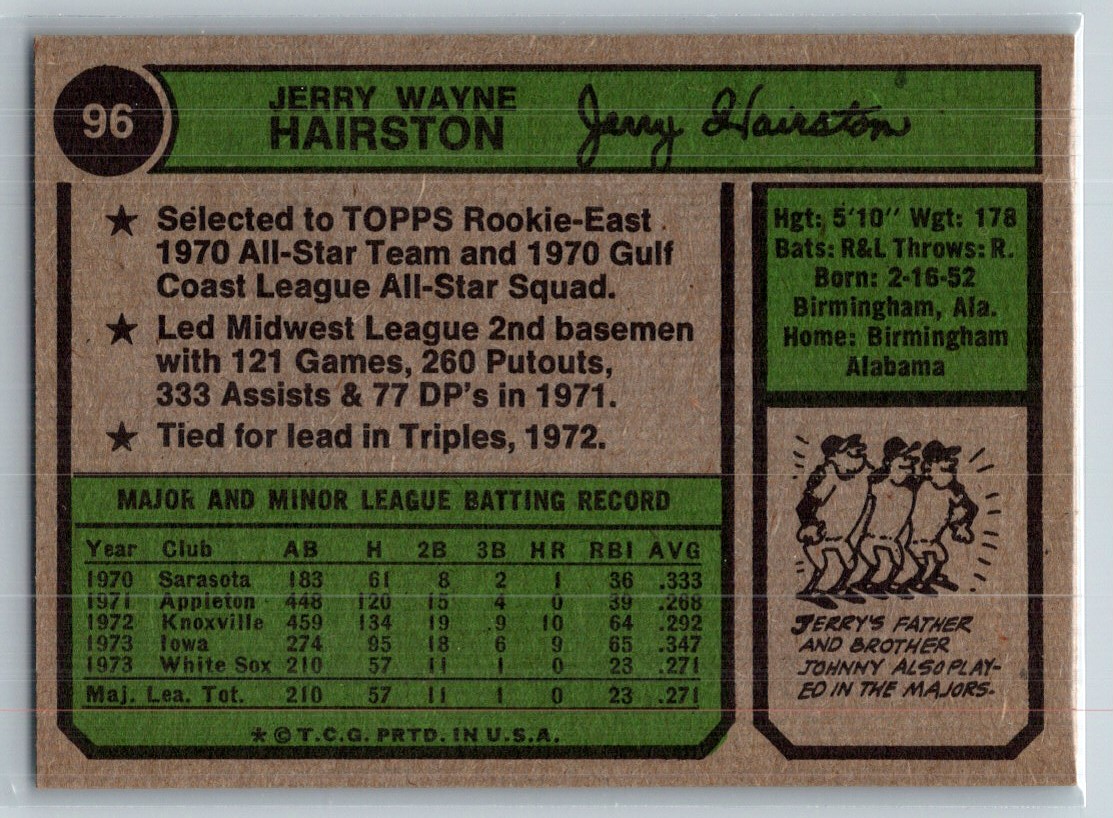 96
JERRY WAYNE
HAIRSTON
Jerry Hairston
★ Selected to TOPPS Rookie-East
1970 All-Star Team and 1970 Gulf
Coast League All-Star Squad.
★ Led Midwest League 2nd basemen
with 121 Games, 260 Putouts,
333 Assists & 77 DP's in 1971.
★ Tied for lead in Triples, 1972.
Hgt: 5'10" Wgt: 178
Bats: R&L Throws: R.
Born: 2-16-52
Birmingham, Ala.
Home: Birmingham
Alabama
JERRY'S FATHER
AND BROTHER
JOHNNY ALSO PLAY-
ED IN THE MAJORS.
MAJOR AND MINOR LEAGUE BATTING RECORD
Year Club AB H 2B 3B HR RBI AVG
1970 Sarasota 183 61 8 2 1 36 .333
1971 Appleton 448 120 15 4 0 39 .268
1972 Knoxville 459 134 19 9 10 64 .292
1973 Iowa 274 95 18 6 9 65 .347
1973 White Sox 210 57 11 1 0 23 .271
Maj. Lea. Tot. 210 57 11 1 0 23 .271
* © T.C.G. PRTD. IN U.S.A.